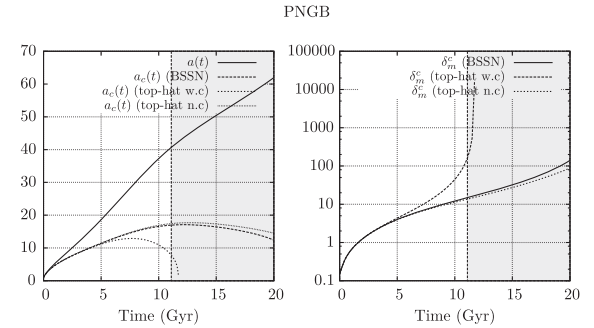 PNGB
70
60
50
40
30
20
10
0
a(t)
a_c(t) (BSSN)
a_c(t) (top-hat w.c)
a_c(t) (top-hat n.c)
0 5 10 15 20
Time (Gyr)
100000
10000
1000
100
10
1
0.1
δ_m^c (BSSN)
δ_m^c (top-hat w.c)
δ_m^c (top-hat n.c)
0 5 10 15 20
Time (Gyr)